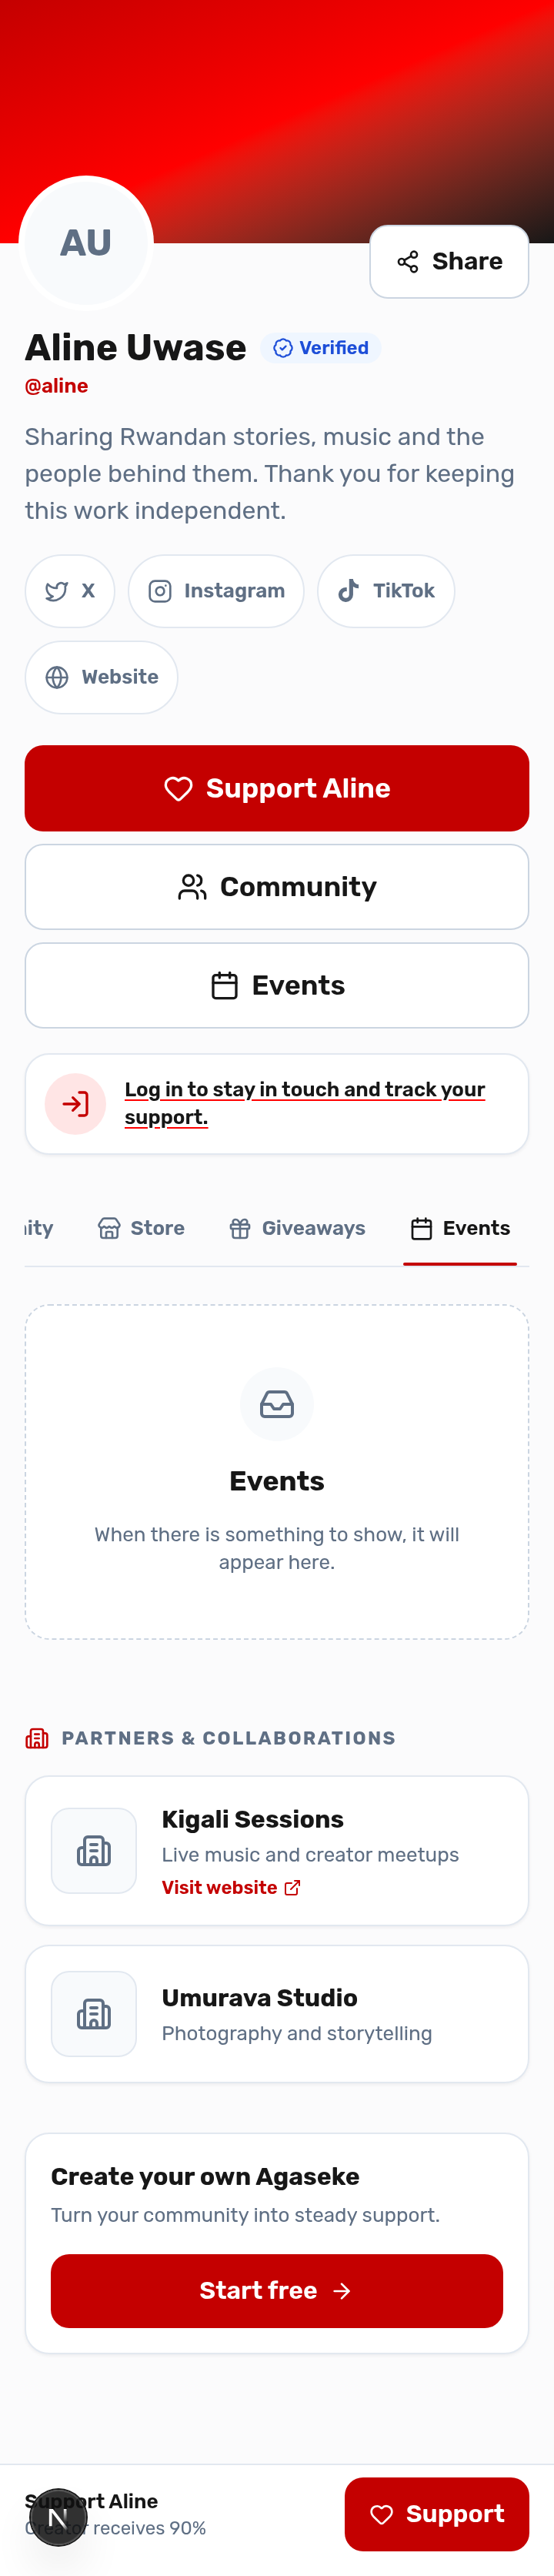 AU
Share
Aline Uwase
Verified
@aline
Sharing Rwandan stories, music and the
people behind them. Thank you for keeping
this work independent.
X
Instagram
TikTok
Website
Support Aline
Community
Events
Log in to stay in touch and track your
support.
ity
Store
Giveaways
Events
Events
When there is something to show, it will
appear here.
PARTNERS & COLLABORATIONS
Kigali Sessions
Live music and creator meetups
Visit website
Umurava Studio
Photography and storytelling
Create your own Agaseke
Turn your community into steady support.
Start free
Support Aline
Creator receives 90%
N
Support